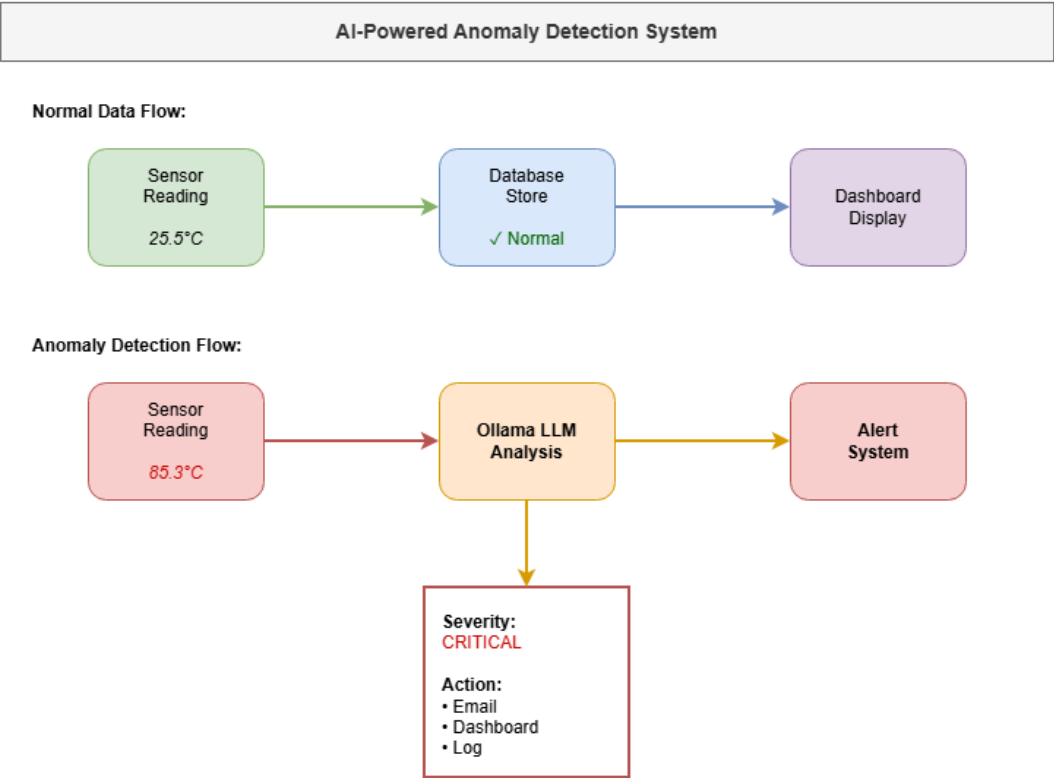 AI-Powered Anomaly Detection System
Normal Data Flow:
Sensor
Reading
25.5°C
Database
Store
✓ Normal
Dashboard
Display
Anomaly Detection Flow:
Sensor
Reading
85.3°C
Ollama LLM
Analysis
Alert
System
Severity:
CRITICAL
Action:
• Email
• Dashboard
• Log